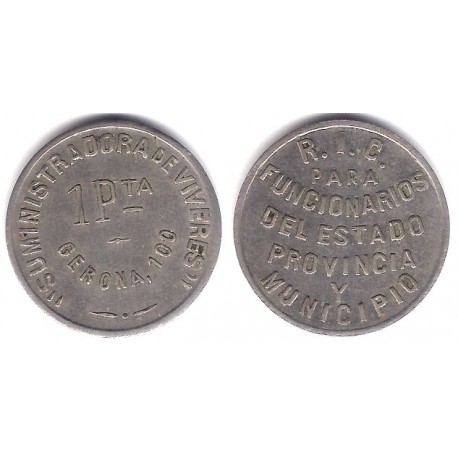 "SUMINISTRADORA DE VIVERES"
1 PTA
GERONA, 100
R. I. C.
PARA
FUNCIONARIOS
DEL ESTADO
PROVINCIA
Y
MUNICIPIO